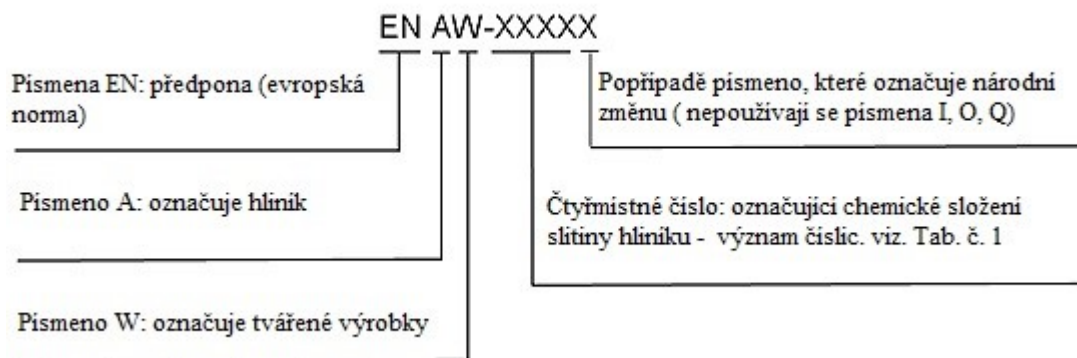 EN AW-XXXXX
Písmena EN: předpona (evropská
norma)
Popřípadě písmeno, které označuje národní
změnu ( nepoužívají se písmena I, O, Q)
Písmeno A: označuje hliník
Čtyřmístné číslo: označující chemické složení
slitiny hliníku - význam číslic. viz. Tab. č. 1
Písmeno W: označuje tvářené výrobky